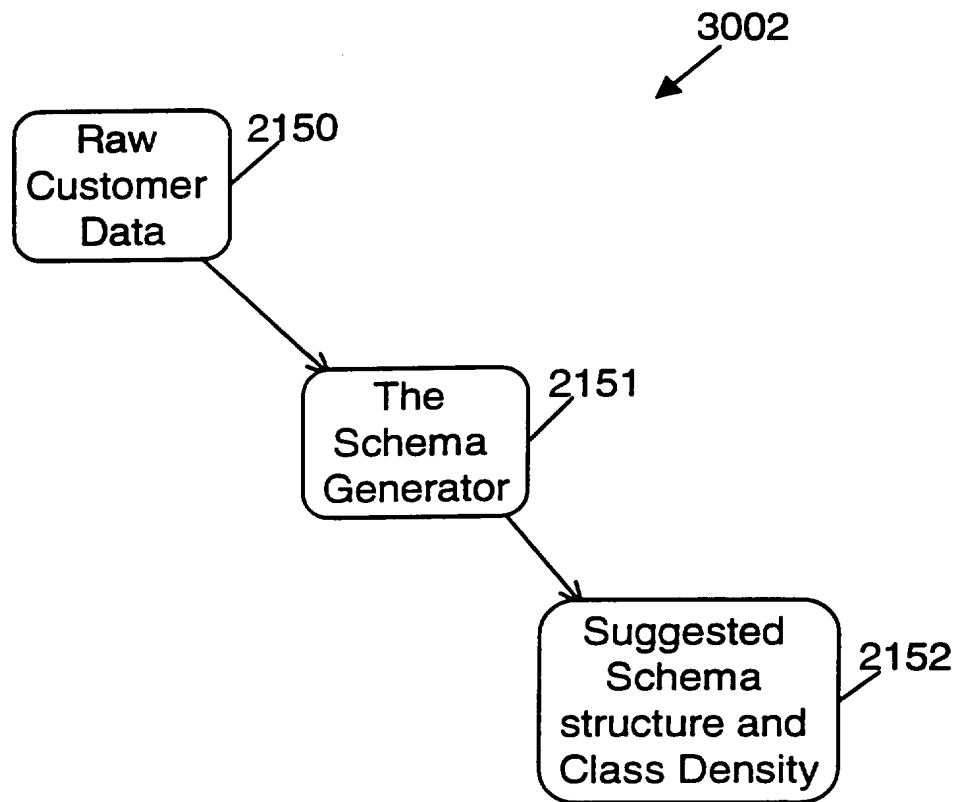 3002
2150
Raw
Customer
Data
2151
The
Schema
Generator
2152
Suggested
Schema
structure and
Class Density